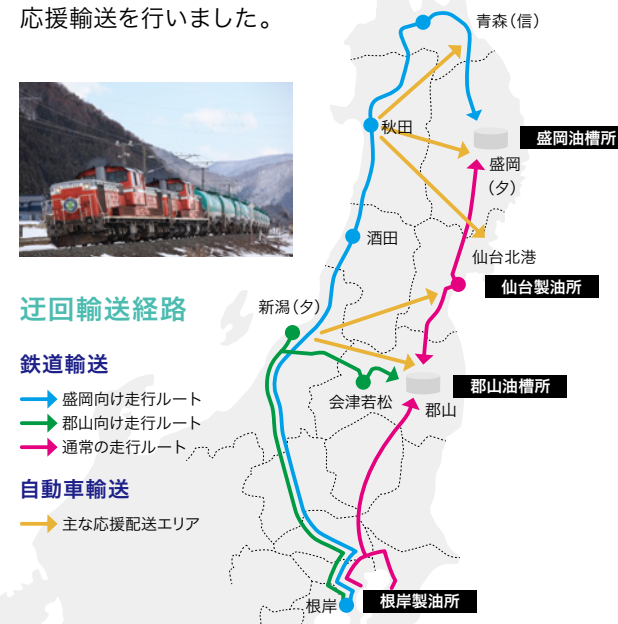 応援輸送を行いました。
青森（信）
秋田
盛岡油槽所
盛岡
（タ）
酒田
仙台北港
仙台製油所
迂回輸送経路
新潟（タ）
鉄道輸送
盛岡向け走行ルート
郡山向け走行ルート
通常の走行ルート
会津若松
郡山
郡山油槽所
自動車輸送
主な応援配送エリア
根岸
根岸製油所